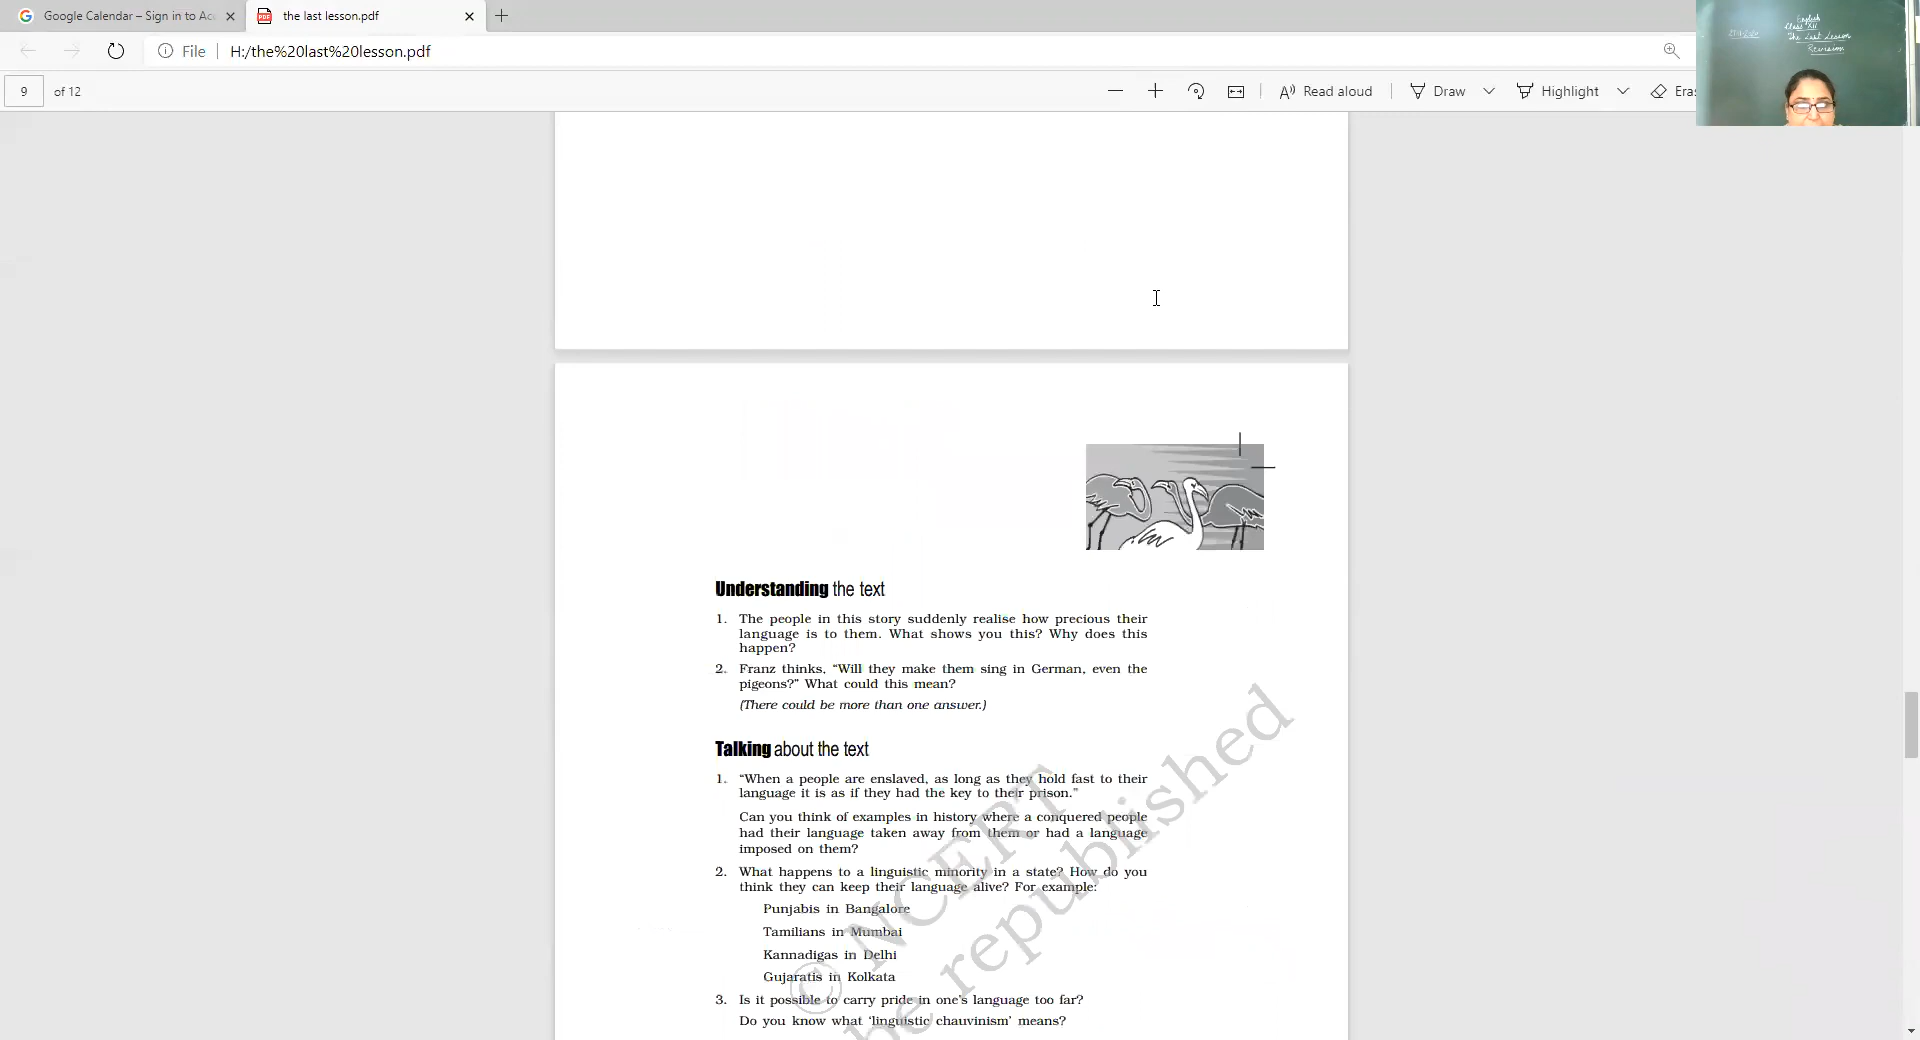 Google Calendar – Sign in to Ac
the last lesson.pdf
File
H:/the%20last%20lesson.pdf
English
Class XII
The Last Lesson
Revision
9
of 12
Read aloud
Draw
Highlight
Eras
Understanding the text
1. The people in this story suddenly realise how precious their
language is to them. What shows you this? Why does this
happen?
2. Franz thinks, “Will they make them sing in German, even the
pigeons?” What could this mean?
(There could be more than one answer.)
Talking about the text
1. “When a people are enslaved, as long as they hold fast to their
language it is as if they had the key to their prison.”
Can you think of examples in history where a conquered people
had their language taken away from them or had a language
imposed on them?
2. What happens to a linguistic minority in a state? How do you
think they can keep their language alive? For example:
Punjabis in Bangalore
Tamilians in Mumbai
Kannadigas in Delhi
Gujaratis in Kolkata
3. Is it possible to carry pride in one’s language too far?
Do you know what ‘linguistic chauvinism’ means?
© NCERT
be republished